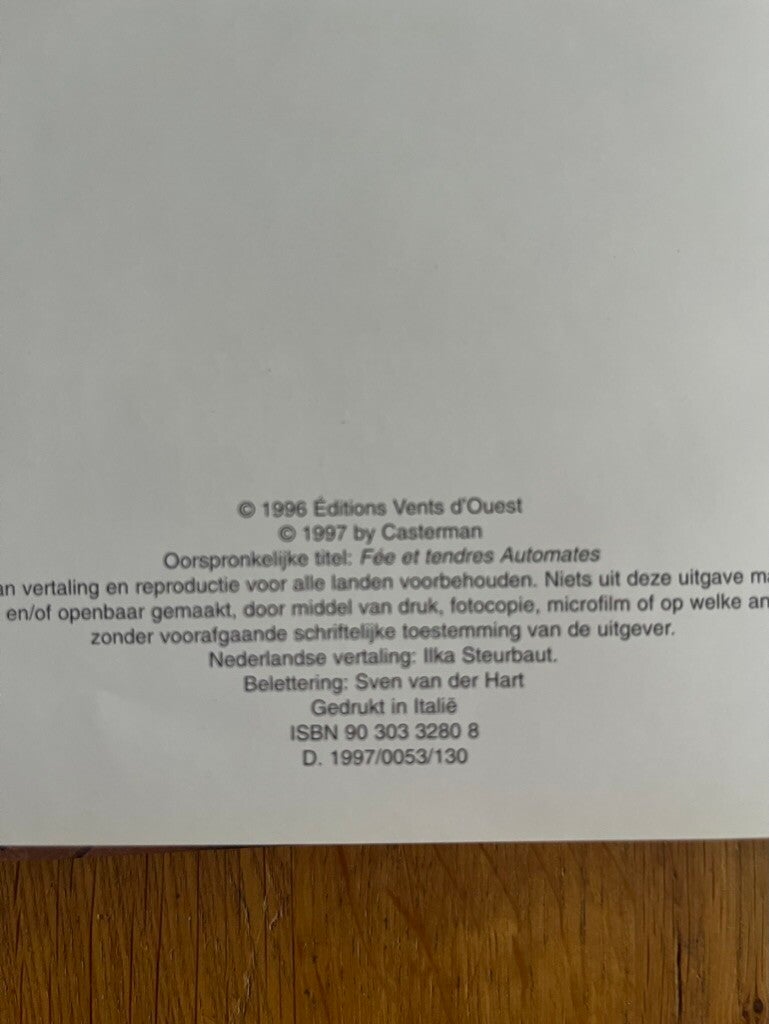 © 1996 Éditions Vents d'Ouest
© 1997 by Casterman
Oorspronkelijke titel: Fée et tendres Automates
an vertaling en reproductie voor alle landen voorbehouden. Niets uit deze uitgave ma
en/of openbaar gemaakt, door middel van druk, fotocopie, microfilm of op welke an
zonder voorafgaande schriftelijke toestemming van de uitgever.
Nederlandse vertaling: Ilka Steurbaut.
Belettering: Sven van der Hart
Gedrukt in Italië
ISBN 90 303 3280 8
D. 1997/0053/130